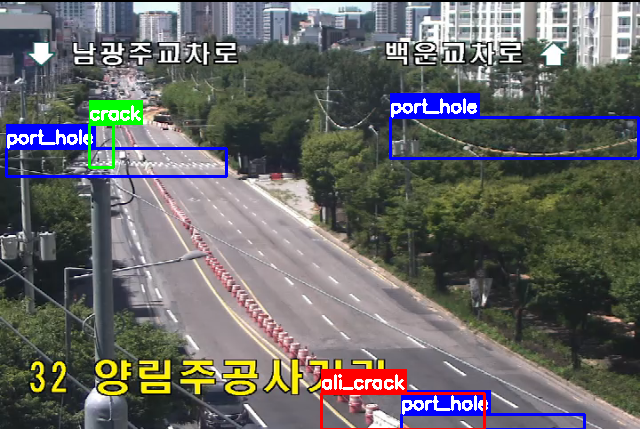 남광주교차로 백운교차로
port_hole
crack
port_hole
32 양림주공사거리
ali_crack
port_hole